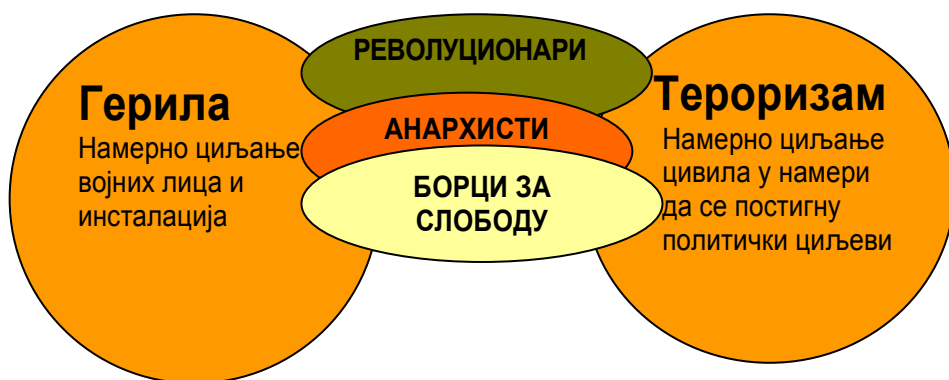 Герила
Намерно циљање
војних лица и
инсталација
РЕВОЛУЦИОНАРИ
АНАРХИСТИ
БОРЦИ ЗА
СЛОБОДУ
Тероризам
Намерно циљање
цивила у намери
да се постигну
политички циљеви